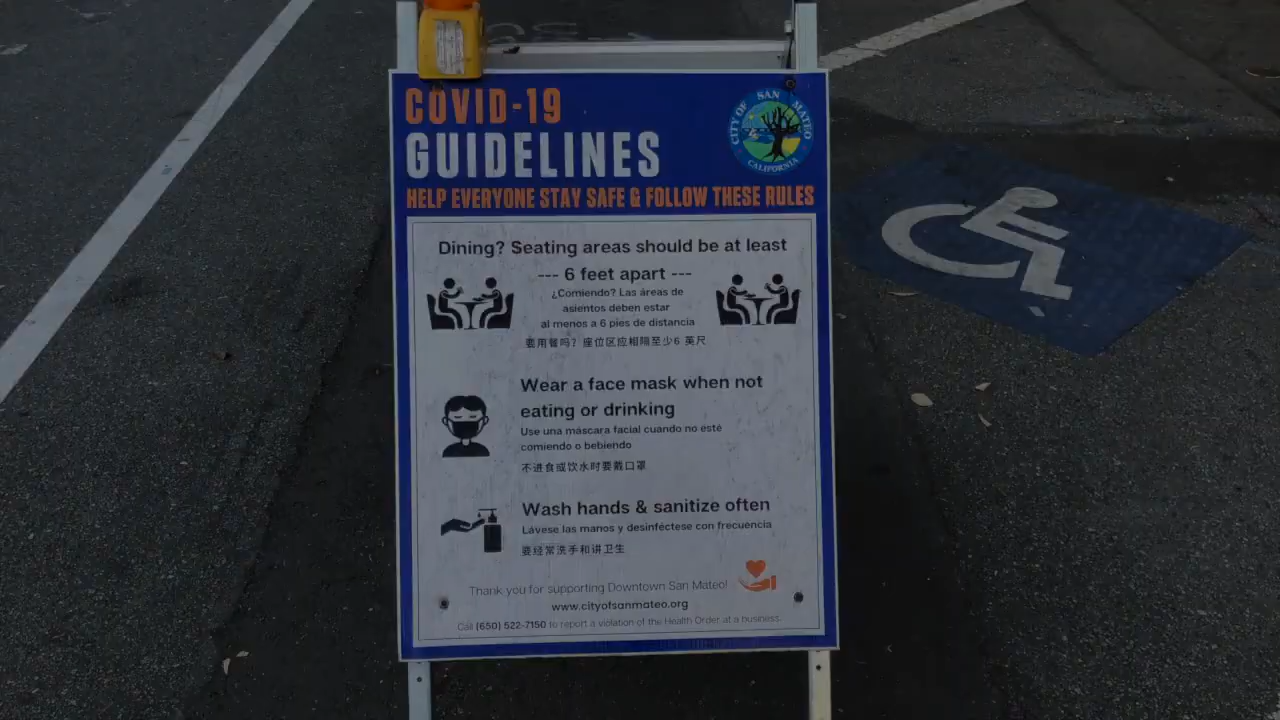 COVID-19
CITY OF SAN MATEO
CALIFORNIA
GUIDELINES
HELP EVERYONE STAY SAFE & FOLLOW THESE RULES
Dining? Seating areas should be at least
--- 6 feet apart ---
¿Comiendo? Las áreas de
asientos deben estar
al menos a 6 pies de distancia
要用餐吗? 座位区应相隔至少6 英尺
Wear a face mask when not
eating or drinking
Use una máscara facial cuando no esté
comiendo o bebiendo
不进食或饮水时要戴口罩
Wash hands & sanitize often
Lávese las manos y desinféctese con frecuencia
要经常洗手和讲卫生
Thank you for supporting Downtown San Mateo!
www.cityofsanmateo.org
Call (650) 522-7150 to report a violation of the Health Order at a business.